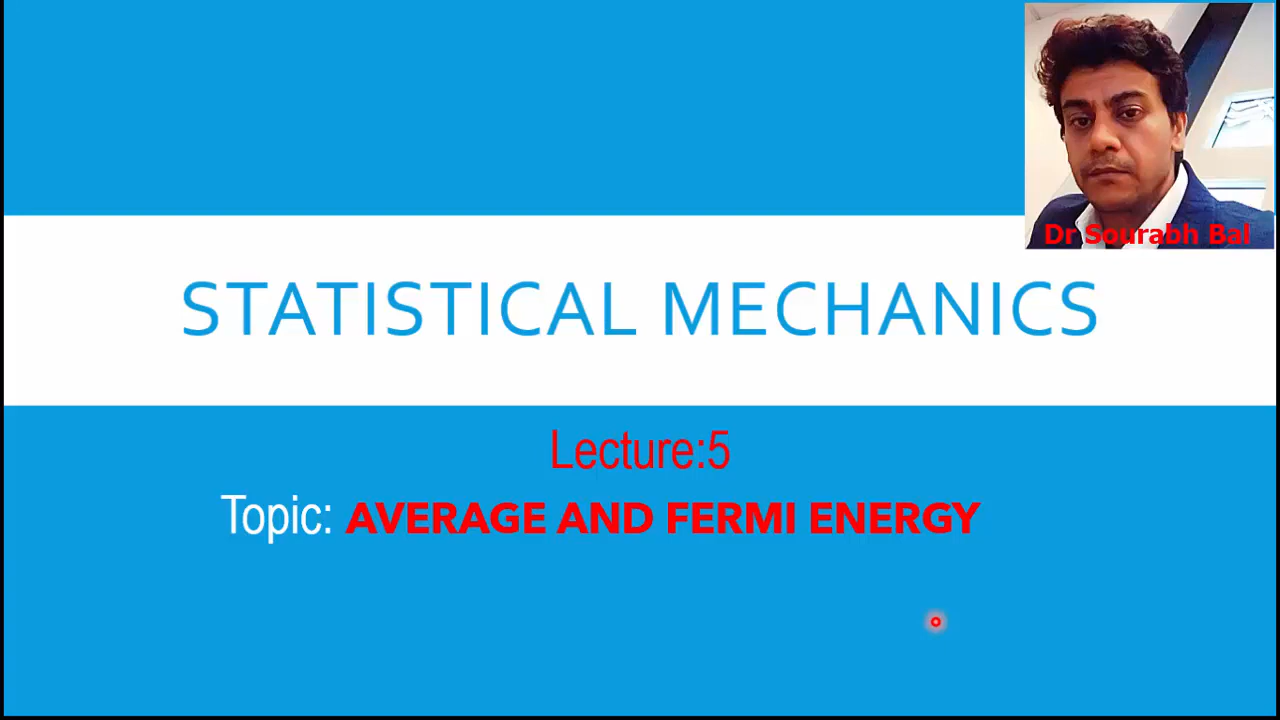 Dr Sourabh Bal
STATISTICAL MECHANICS
Lecture:5
Topic: AVERAGE AND FERMI ENERGY